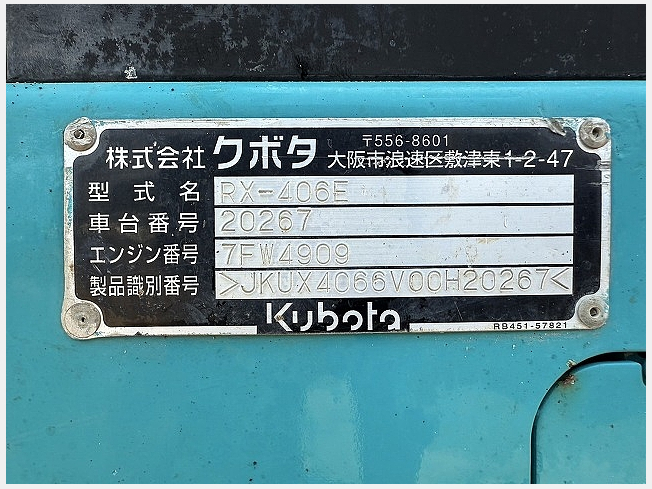 株式会社 クボタ 〒556-8601
大阪市浪速区敷津東1-2-47
型式名 RX-406E
車台番号 20267
エンジン番号 7FW4909
製品識別番号 >JKUX4066V00H20267<
Kubota
RB451-57821